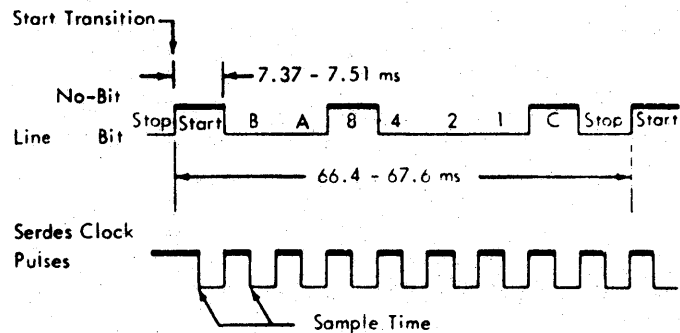 Start Transition
7.37 - 7.51 ms
No-Bit
Line Bit Stop Start B A 8 4 2 1 C Stop Start
66.4 - 67.6 ms
Serdes Clock
Pulses
Sample Time